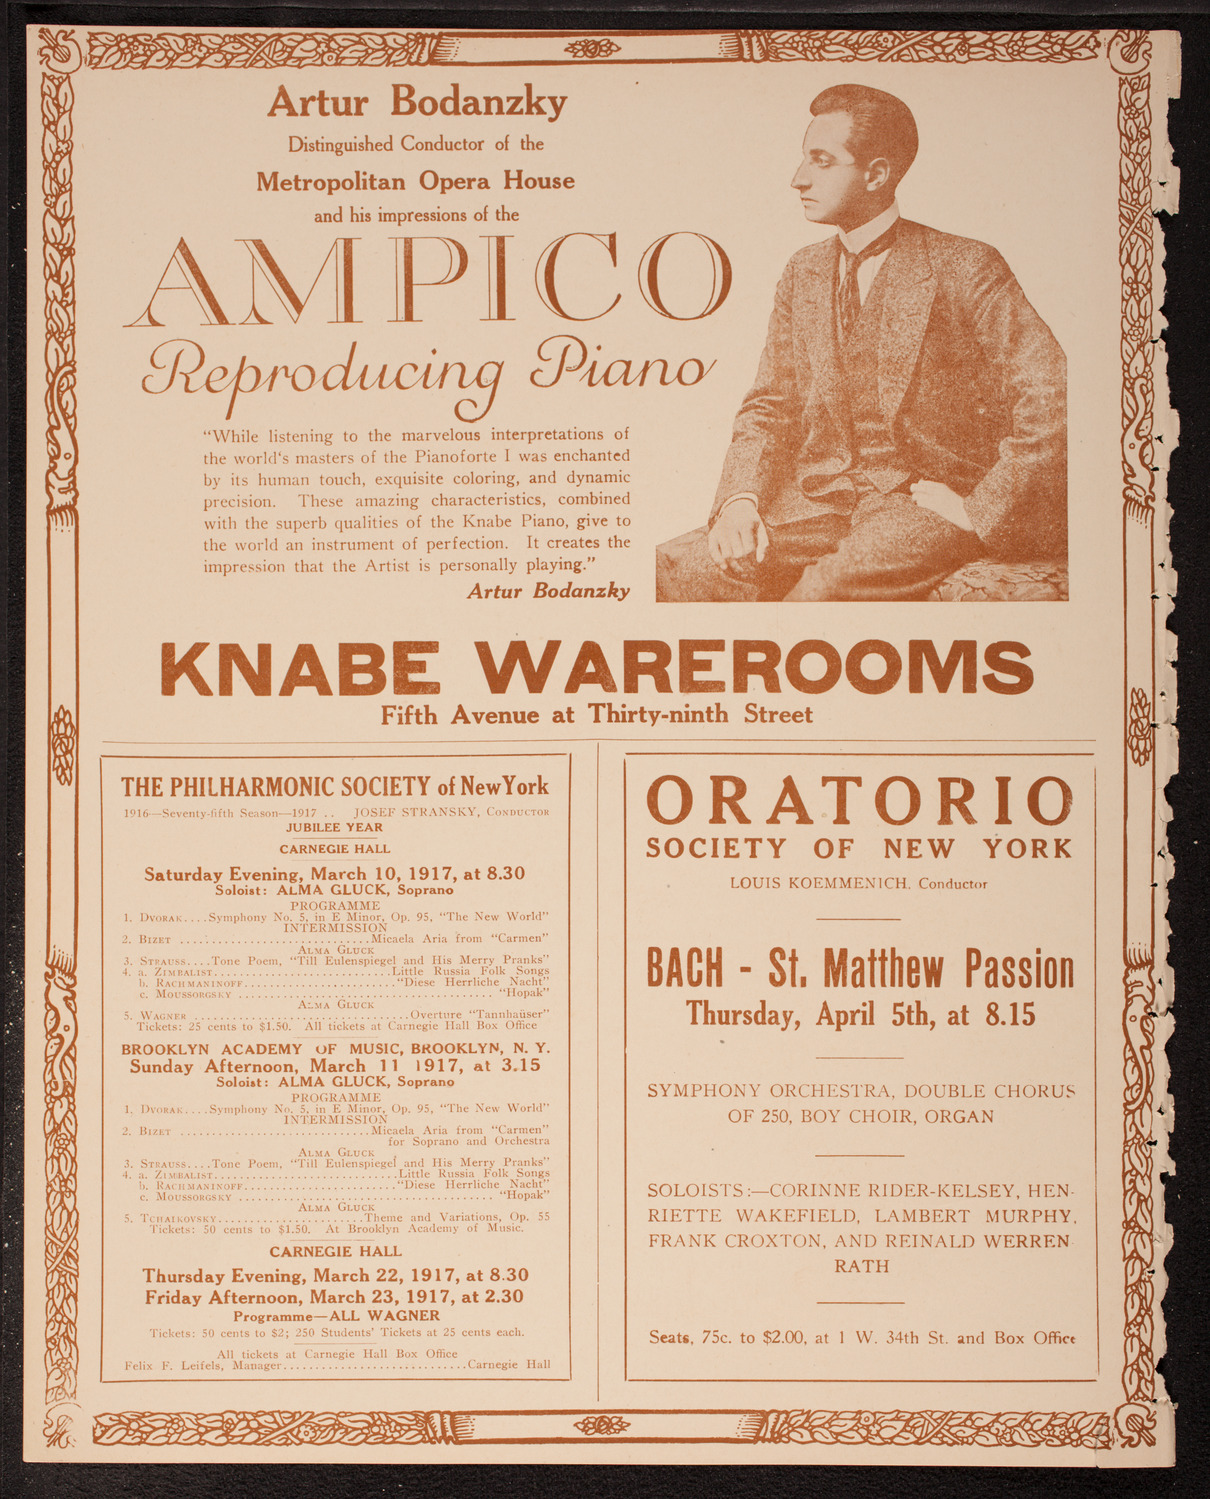 Artur Bodanzky
Distinguished Conductor of the
Metropolitan Opera House
and his impressions of the
AMPICO
Reproducing Piano
“While listening to the marvelous interpretations of
the world‘s masters of the Pianoforte I was enchanted
by its human touch, exquisite coloring, and dynamic
precision. These amazing characteristics, combined
with the superb qualities of the Knabe Piano, give to
the world an instrument of perfection. It creates the
impression that the Artist is personally playing.”
Artur Bodanzky
KNABE WAREROOMS
Fifth Avenue at Thirty-ninth Street
THE PHILHARMONIC SOCIETY of New York
1916—Seventy-fifth Season—1917 .. JOSEF STRANSKY, CONDUCTOR
JUBILEE YEAR
CARNEGIE HALL
Saturday Evening, March 10, 1917, at 8.30
Soloist: ALMA GLUCK, Soprano
PROGRAMME
1. DVORAK....Symphony No. 5, in E Minor, Op. 95, “The New World”
INTERMISSION
2. BIZET ............................Micaela Aria from “Carmen”
ALMA GLUCK
3. STRAUSS....Tone Poem, “Till Eulenspiegel and His Merry Pranks”
4. a. ZIMBALIST..........................Little Russia Folk Songs
b. RACHMANINOFF.......................“Diese Herrliche Nacht”
c. MOUSSORGSKY ...................................... “Hopak”
ALMA GLUCK
5. WAGNER ................................Overture “Tannhaüser”
Tickets: 25 cents to $1.50. All tickets at Carnegie Hall Box Office
BROOKLYN ACADEMY OF MUSIC, BROOKLYN, N. Y.
Sunday Afternoon, March 11 1917, at 3.15
Soloist: ALMA GLUCK, Soprano
PROGRAMME
1. DVORAK....Symphony No. 5, in E Minor, Op. 95, “The New World”
INTERMISSION
2. BIZET ............................Micaela Aria from “Carmen”
for Soprano and Orchestra
ALMA GLUCK
3. STRAUSS....Tone Poem, “Till Eulenspiegel and His Merry Pranks”
4. a. ZIMBALIST...........................Little Russia Folk Songs
b. RACHMANINOFF.......................“Diese Herrliche Nacht”
c. MOUSSORGSKY ...................................... “Hopak”
ALMA GLUCK
5. TCHAIKOVSKY......................Theme and Variations, Op. 55
Tickets: 50 cents to $1.50. At Brooklyn Academy of Music.
CARNEGIE HALL
Thursday Evening, March 22, 1917, at 8.30
Friday Afternoon, March 23, 1917, at 2.30
Programme—ALL WAGNER
Tickets: 50 cents to $2; 250 Students’ Tickets at 25 cents each.
All tickets at Carnegie Hall Box Office
Felix F. Leifels, Manager...........................Carnegie Hall
ORATORIO
SOCIETY OF NEW YORK
LOUIS KOEMMENICH. Conductor
BACH - St. Matthew Passion
Thursday, April 5th, at 8.15
SYMPHONY ORCHESTRA, DOUBLE CHORUS
OF 250, BOY CHOIR, ORGAN
SOLOISTS:—CORINNE RIDER-KELSEY, HEN-
RIETTE WAKEFIELD, LAMBERT MURPHY,
FRANK CROXTON, AND REINALD WERREN-
RATH
Seats, 75c. to $2.00, at 1 W. 34th St. and Box Office